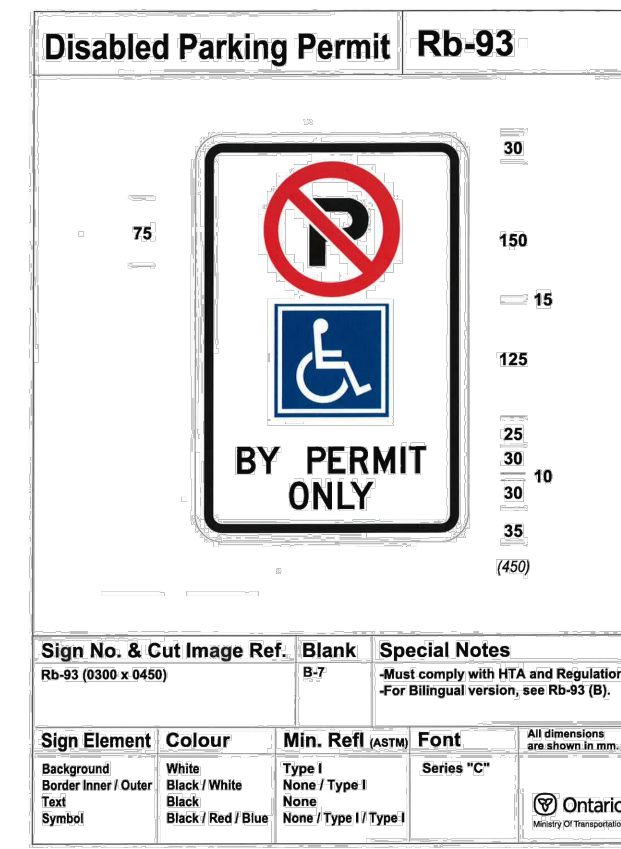 Disabled Parking Permit Rb-93
30
75
150
15
125
25
30
10
30
35
(450)
P
BY PERMIT
ONLY
Sign No. & Cut Image Ref. Blank Special Notes
Rb-93 (0300 x 0450) B-7 -Must comply with HTA and Regulation
-For Bilingual version, see Rb-93 (B).
Sign Element Colour Min. Refl (ASTM) Font All dimensions
are shown in mm.
Background White Type I Series "C"
Border Inner / Outer Black / White None / Type I
Text Black None
Symbol Black / Red / Blue None / Type I / Type I
Ontario
Ministry Of Transportatio